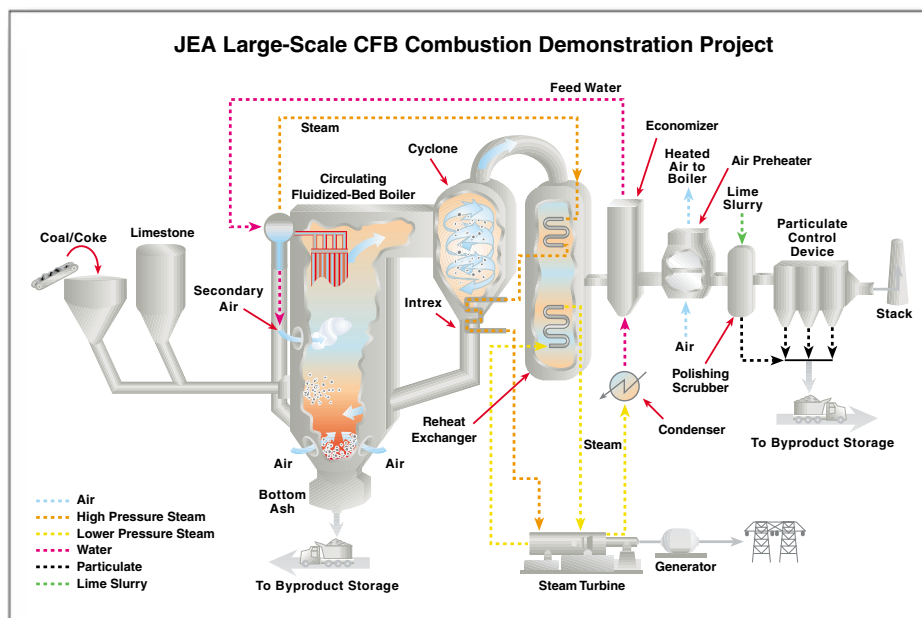 JEA Large-Scale CFB Combustion Demonstration Project
Feed Water
Steam
Economizer
Cyclone
Heated
Air to
Boiler
Air Preheater
Circulating
Fluidized-Bed Boiler
Lime
Slurry
Coal/Coke
Limestone
Particulate
Control
Device
Secondary
Air
Intrex
Stack
Air
Polishing
Scrubber
Reheat
Exchanger
Condenser
To Byproduct Storage
Steam
Air
Air
Bottom
Ash
Air
High Pressure Steam
Lower Pressure Steam
Water
Particulate
Lime Slurry
To Byproduct Storage
Steam Turbine
Generator